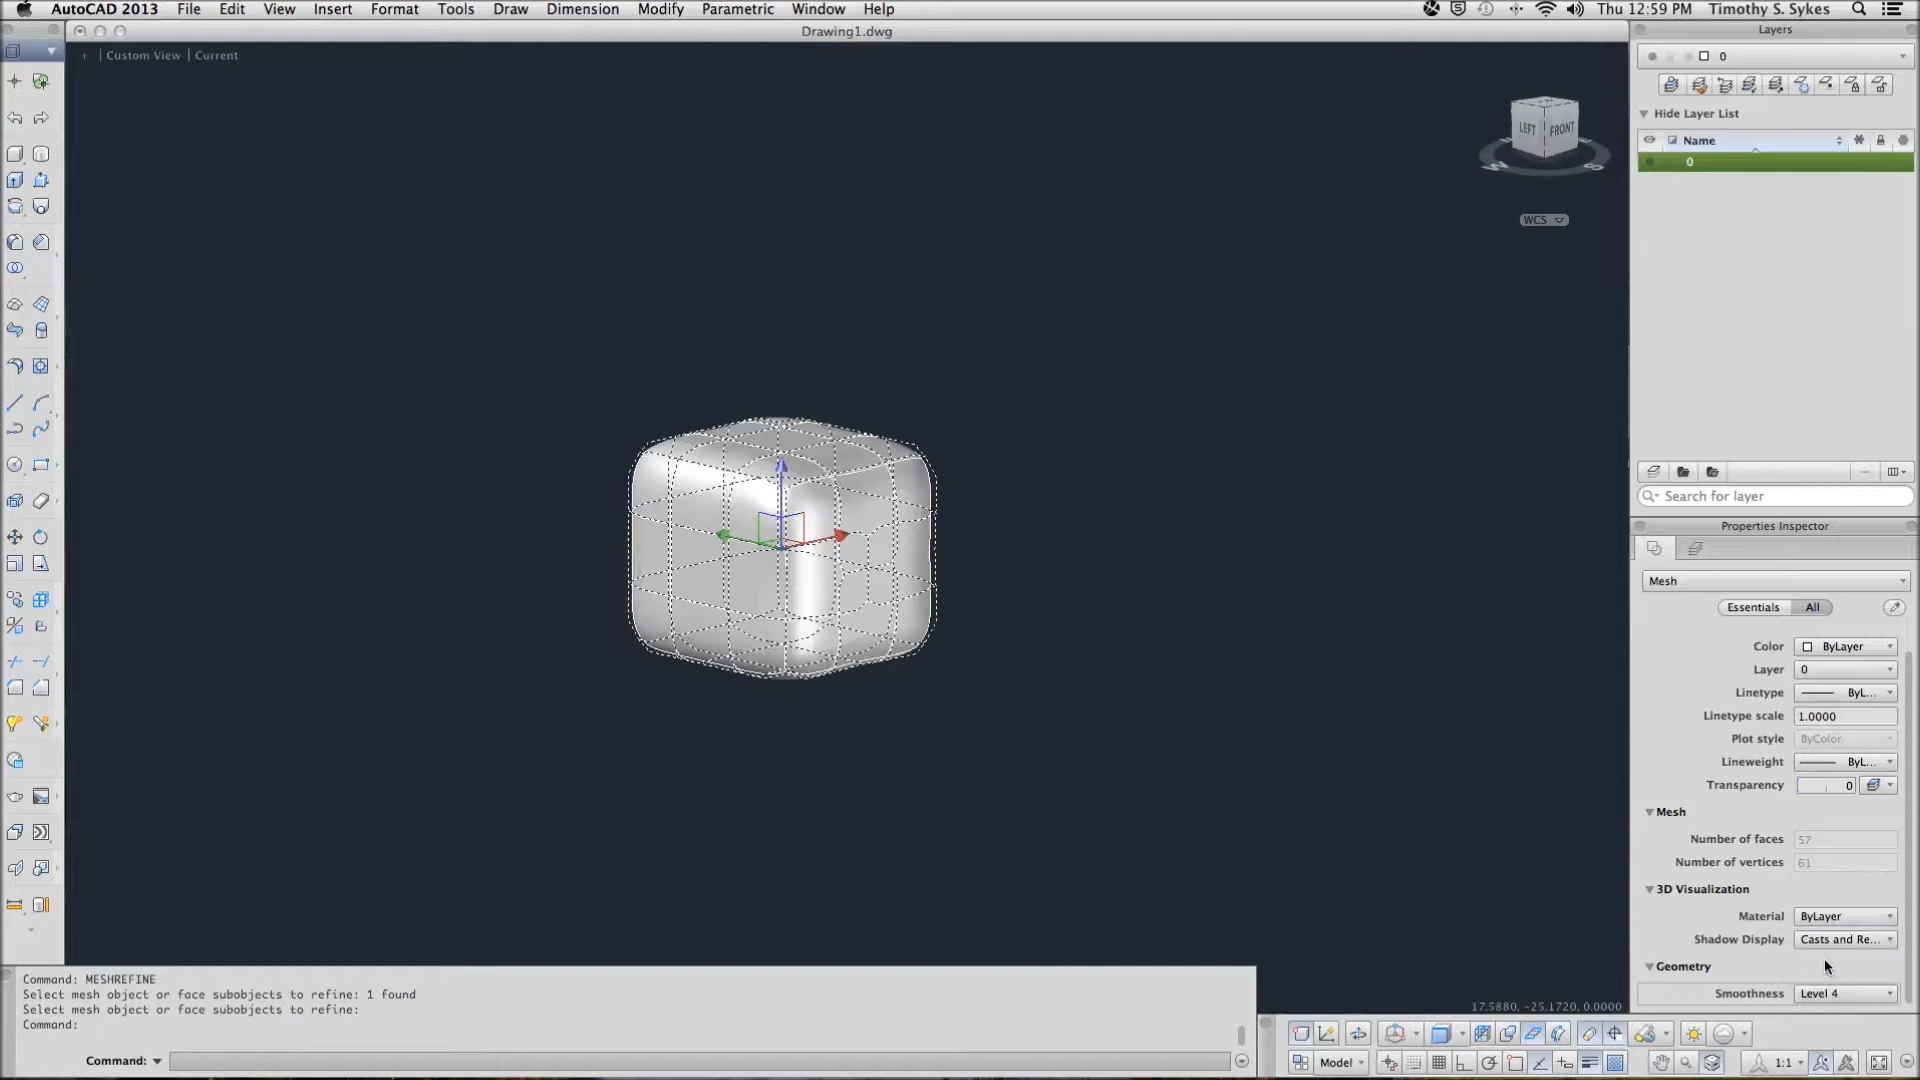 AutoCAD 2013 File Edit View Insert Format Tools Draw Dimension Modify Parametric Window Help Thu 12:59 PM Timothy S. Sykes
Drawing1.dwg
Layers
+ | Custom View | Current
0
Hide Layer List
Name
0
LEFT FRONT
W S
WCS
Search for layer
Properties Inspector
Mesh
Essentials All
Color ByLayer
Layer 0
Linetype ByL...
Linetype scale 1.0000
Plot style ByColor
Lineweight ByL...
Transparency 0
Mesh
Number of faces 57
Number of vertices 61
3D Visualization
Material ByLayer
Shadow Display Casts and Re...
Geometry
Smoothness Level 4
Command: MESHREFINE
Select mesh object or face subobjects to refine: 1 found
Select mesh object or face subobjects to refine:
Command:
17.5880, -25.1720, 0.0000
Command:
Model 1:1